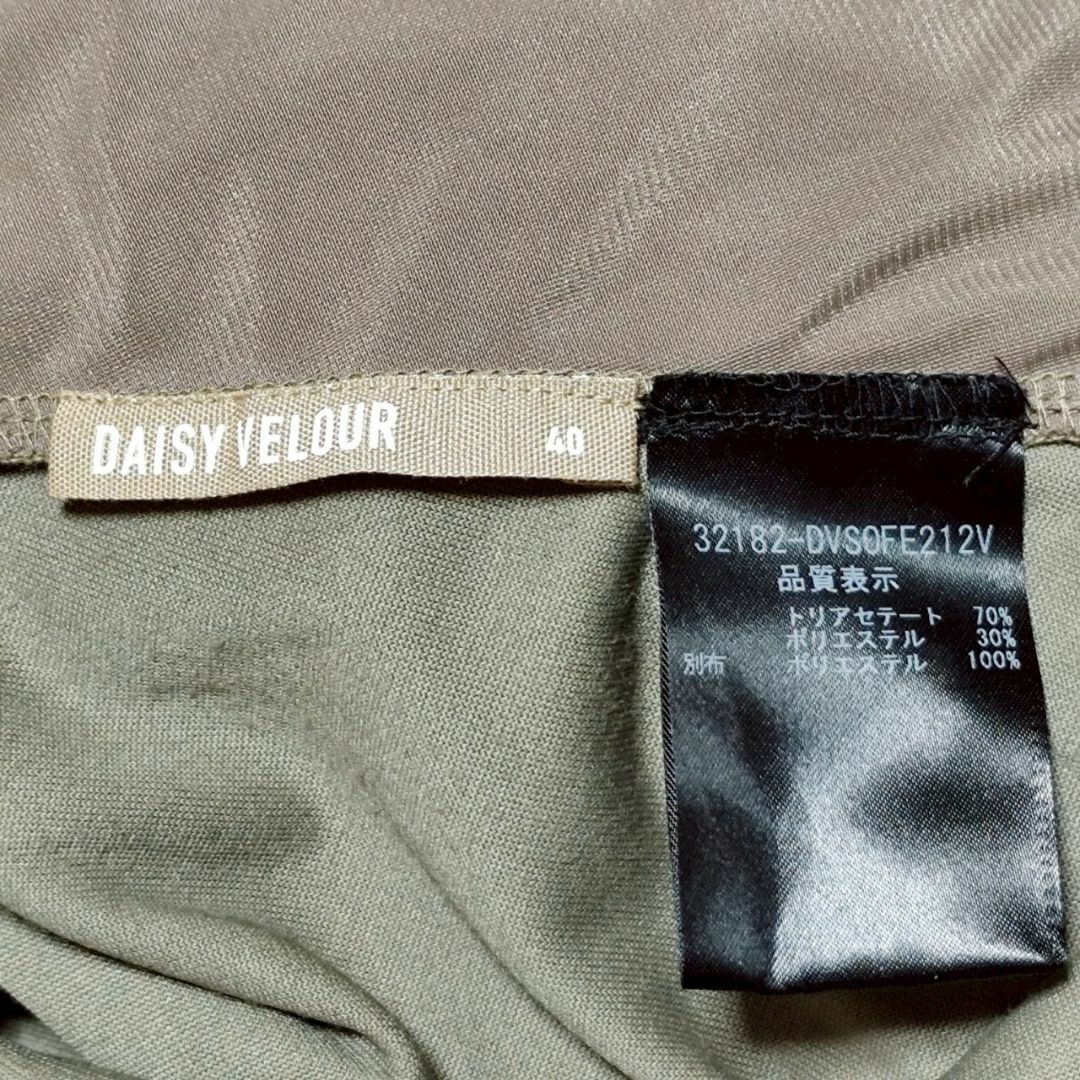 DAISY VELOUR 40
32182-DVS0FE212V
品質表示
トリアセテート 70%
ポリエステル 30%
別布 ポリエステル 100%